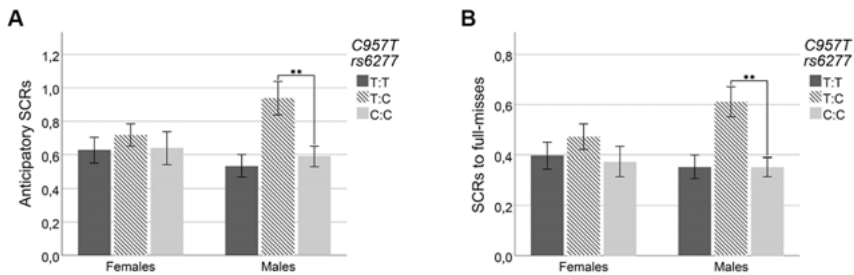 A
Anticipatory SCRs
1,2
1,0
0,8
0,6
0,4
0,2
0,0
**
Females
Males
C957T
rs6277
T:T
T:C
C:C
B
SCRs to full-misses
0,8
0,6
0,4
0,2
0,0
**
Females
Males
C957T
rs6277
T:T
T:C
C:C